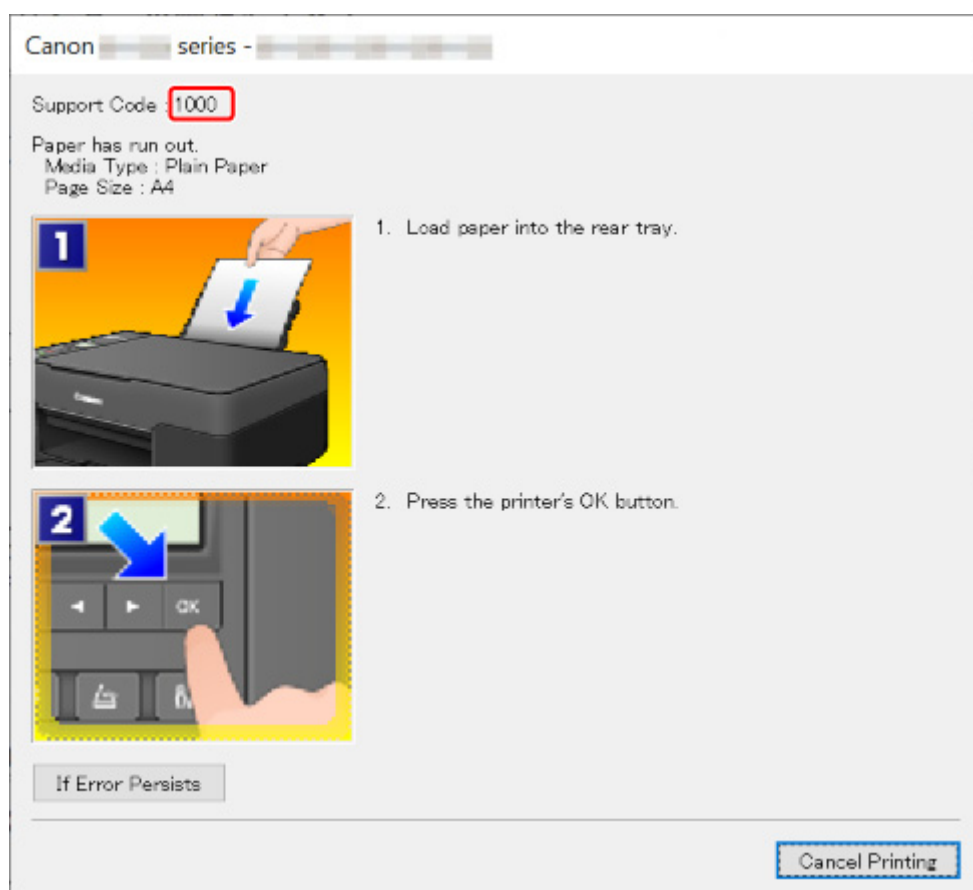 Canon series -
Support Code : 1000
Paper has run out.
Media Type : Plain Paper
Page Size : A4
1
1. Load paper into the rear tray.
2
2. Press the printer's OK button.
OK
If Error Persists
Cancel Printing